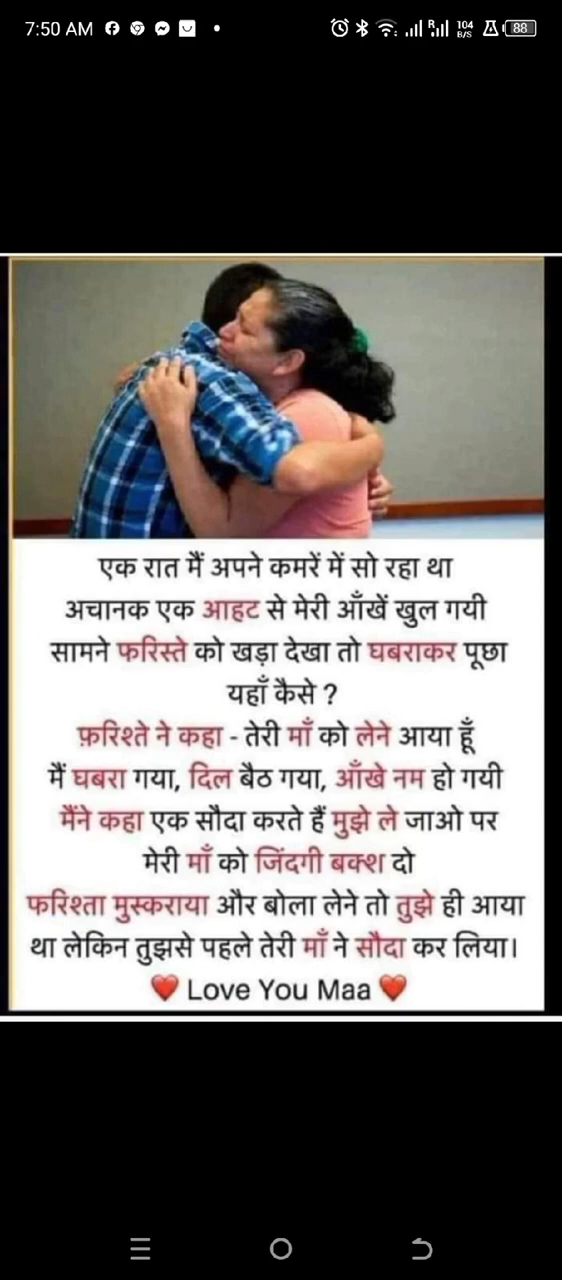 7:50 AM
104
B/S
R
88
एक रात मैं अपने कमरें में सो रहा था
अचानक एक आहट से मेरी आँखें खुल गयी
सामने फरिस्ते को खड़ा देखा तो घबराकर पूछा
यहाँ कैसे ?
फ़रिश्ते ने कहा - तेरी माँ को लेने आया हूँ
मैं घबरा गया, दिल बैठ गया, आँखे नम हो गयी
मैंने कहा एक सौदा करते हैं मुझे ले जाओ पर
मेरी माँ को जिंदगी बक्श दो
फरिश्ता मुस्कराया और बोला लेने तो तुझे ही आया
था लेकिन तुझसे पहले तेरी माँ ने सौदा कर लिया।
❤️ Love You Maa ❤️